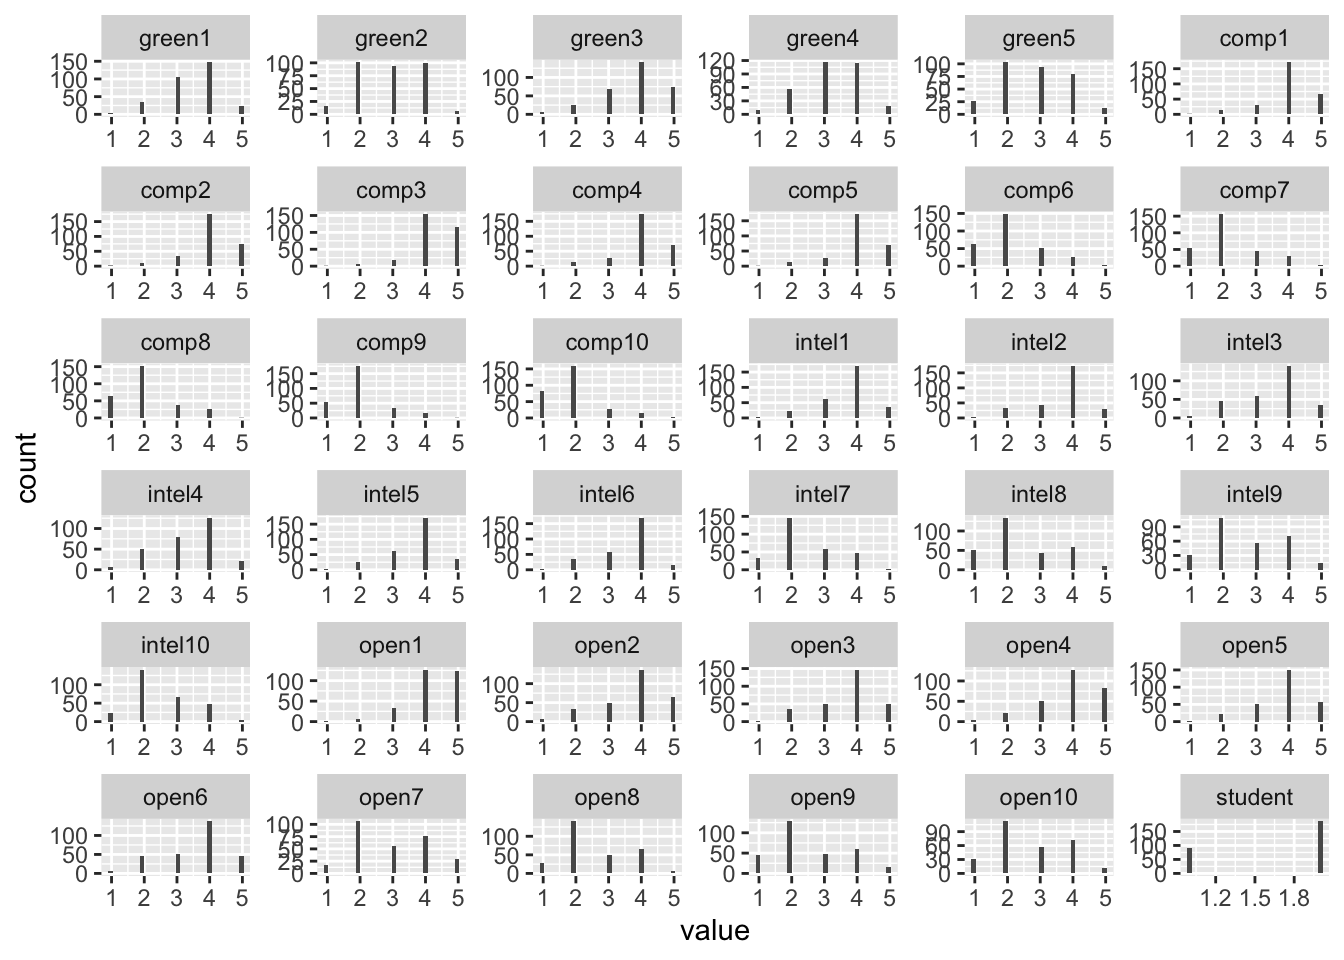 green1 green2 green3 green4 green5 comp1
150 100 50 0 100 75 50 25 0 100 50 0 120 90 60 30 0 100 75 50 25 0 150 100 50 0
1 2 3 4 5 1 2 3 4 5 1 2 3 4 5 1 2 3 4 5 1 2 3 4 5 1 2 3 4 5
comp2 comp3 comp4 comp5 comp6 comp7
150 100 50 0 150 100 50 0 150 100 50 0 150 100 50 0 150 100 50 0 150 100 50 0
1 2 3 4 5 1 2 3 4 5 1 2 3 4 5 1 2 3 4 5 1 2 3 4 5 1 2 3 4 5
comp8 comp9 comp10 intel1 intel2 intel3
150 100 50 0 150 100 50 0 150 100 50 0 150 100 50 0 150 100 50 0 100 50 0
1 2 3 4 5 1 2 3 4 5 1 2 3 4 5 1 2 3 4 5 1 2 3 4 5 1 2 3 4 5
count
intel4 intel5 intel6 intel7 intel8 intel9
100 50 0 150 100 50 0 150 100 50 0 150 100 50 0 100 50 0 90 60 30 0
1 2 3 4 5 1 2 3 4 5 1 2 3 4 5 1 2 3 4 5 1 2 3 4 5 1 2 3 4 5
intel10 open1 open2 open3 open4 open5
100 50 0 100 50 0 100 50 0 150 100 50 0 100 50 0 150 100 50 0
1 2 3 4 5 1 2 3 4 5 1 2 3 4 5 1 2 3 4 5 1 2 3 4 5 1 2 3 4 5
open6 open7 open8 open9 open10 student
100 50 0 100 75 50 25 0 100 50 0 100 50 0 90 60 30 0 150 100 50 0
1 2 3 4 5 1 2 3 4 5 1 2 3 4 5 1 2 3 4 5 1 2 3 4 5 1.2 1.5 1.8
value